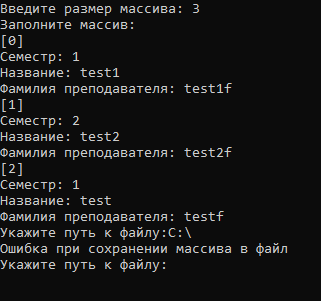 Введите размер массива: 3
Заполните массив:
[0]
Семестр: 1
Название: test1
Фамилия преподавателя: test1f
[1]
Семестр: 2
Название: test2
Фамилия преподавателя: test2f
[2]
Семестр: 1
Название: test
Фамилия преподавателя: testf
Укажите путь к файлу:C:\
Ошибка при сохранении массива в файл
Укажите путь к файлу: